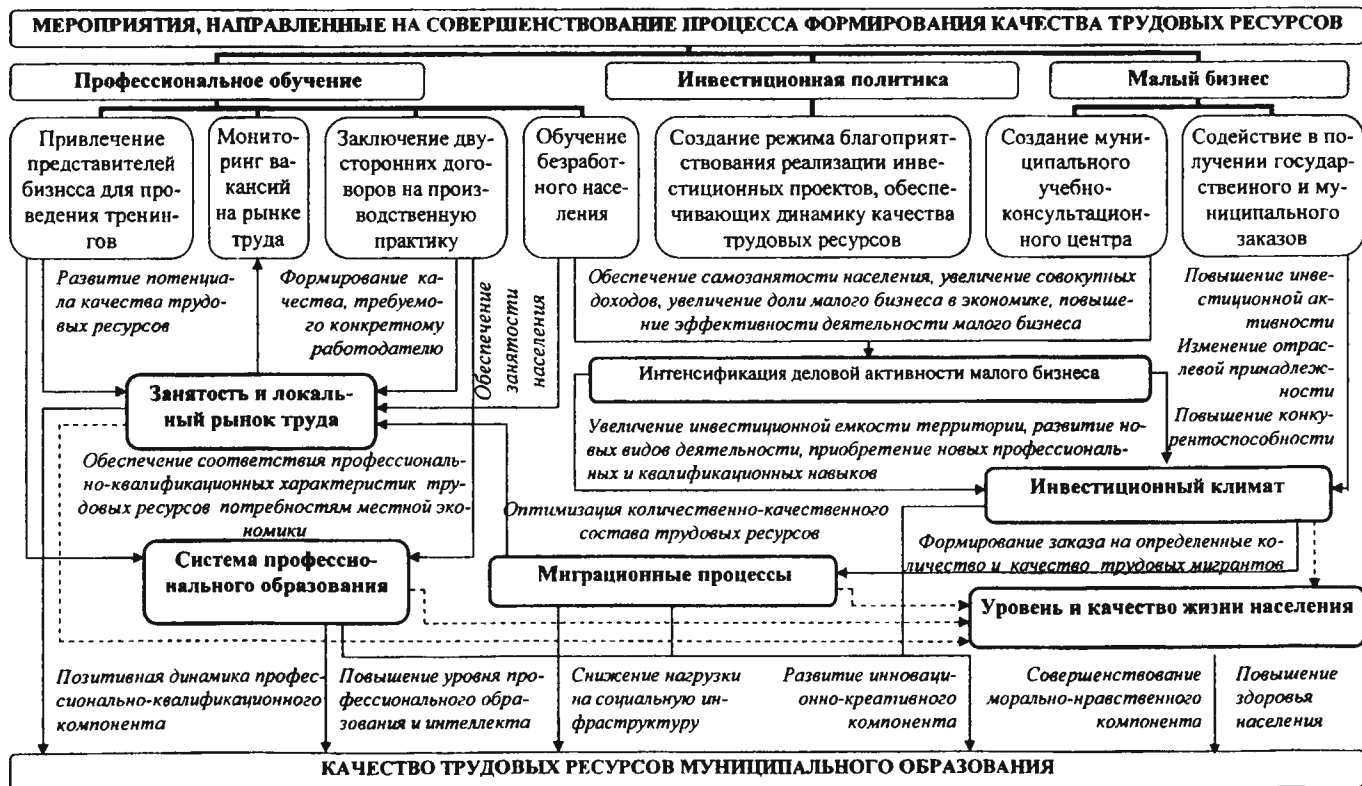 МЕРОПРИЯТИЯ, НАПРАВЛЕННЫЕ НА СОВЕРШЕНСТВОВАНИЕ ПРОЦЕССА ФОРМИРОВАНИЯ КАЧЕСТВА ТРУДОВЫХ РЕСУРСОВ
Профессиональное обучение
Инвестиционная политика
Малый бизнес
Привлечение
представителей
бизнеса для про-
ведения тренин-
гов
Монито-
ринг ва-
кансий
на рынке
труда
Заключение дву-
сторонних дого-
воров на произ-
водственную
практику
Обучение
безработ-
ного насе-
ления
Создание режима благоприят-
ствования реализации инве-
стиционных проектов, обеспе-
чивающих динамику качества
трудовых ресурсов
Создание муни-
ципального
учебно-
консультацион-
ного центра
Содействие в по-
лучении государ-
ственного и му-
ниципального
заказов
Развитие потенци-
ала качества трудо-
вых ресурсов
Формирование ка-
чества, требуемо-
го конкретному
работодателю
Обеспечение
занятости
населения
Обеспечение самозанятости населения, увеличение совокупных
доходов, увеличение доли малого бизнеса в экономике, повыше-
ние эффективности деятельности малого бизнеса
Повышение инве-
стиционной ак-
тивности
Изменение отрас-
левой принадлеж-
ности
Повышение конку-
рентоспособности
Занятость и локаль-
ный рынок труда
Интенсификация деловой активности малого бизнеса
Увеличение инвестиционной емкости территории, развитие но-
вых видов деятельности, приобретение новых профессиональ-
ных и квалификационных навыков
Обеспечение соответствия профессиональ-
но-квалификационных характеристик тру-
довых ресурсов потребностям местной эко-
номики
Инвестиционный климат
Оптимизация количественно-качественного
состава трудовых ресурсов
Формирование заказа на определенные ко-
личество и качество трудовых мигрантов
Система професси-
онального образования
Миграционные процессы
Уровень и качество жизни населения
Позитивная динамика профес-
сионально-квалификационного
компонента
Повышение уровня про-
фессионального обра-
зования и интеллекта
Снижение нагрузки
на социальную ин-
фраструктуру
Развитие инноваци-
онно-креативного
компонента
Совершенствование
морально-нравственного
компонента
Повышение
здоровья
населения
КАЧЕСТВО ТРУДОВЫХ РЕСУРСОВ МУНИЦИПАЛЬНОГО ОБРАЗОВАНИЯ